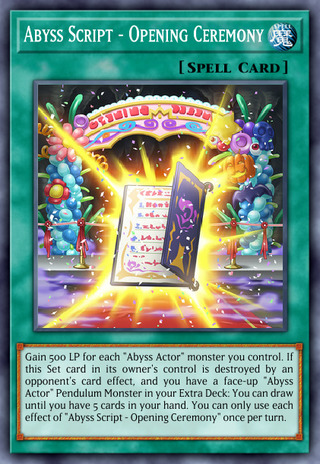 Abyss Script - Opening Ceremony 魔
[Spell Card]
Gain 500 LP for each "Abyss Actor" monster you control. If
this Set card in its owner's control is destroyed by an
opponent's card effect, and you have a face-up "Abyss
Actor" Pendulum Monster in your Extra Deck: You can draw
until you have 5 cards in your hand. You can only use each
effect of "Abyss Script - Opening Ceremony" once per turn.